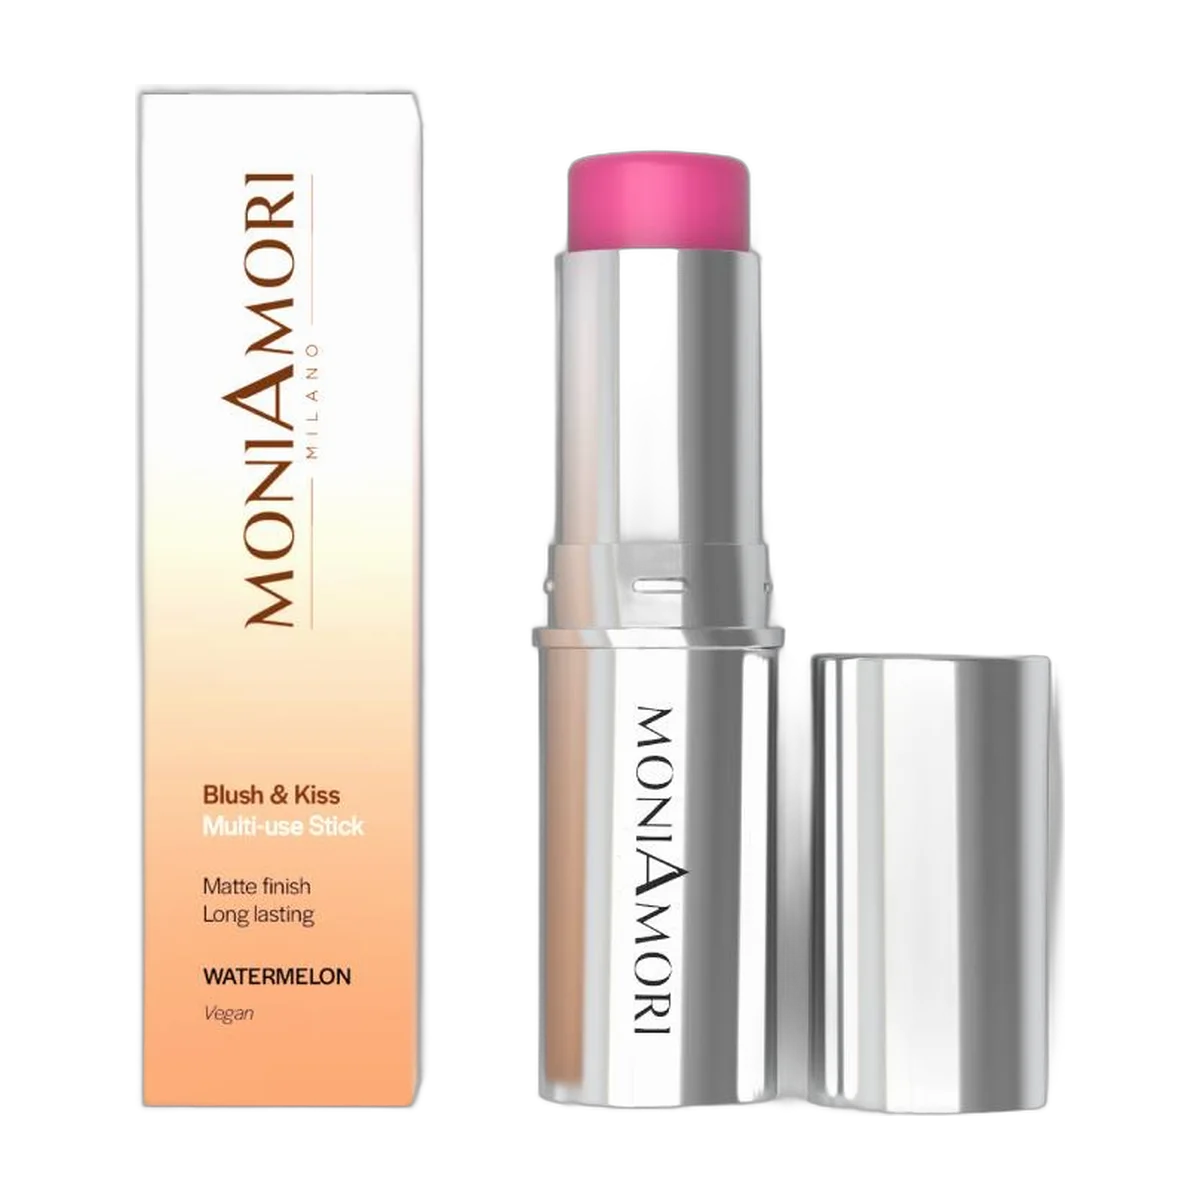 MONIAMORI
MILANO
Blush & Kiss
Multi-use Stick
Matte finish
Long lasting
WATERMELON
Vegan
MONIAMORI